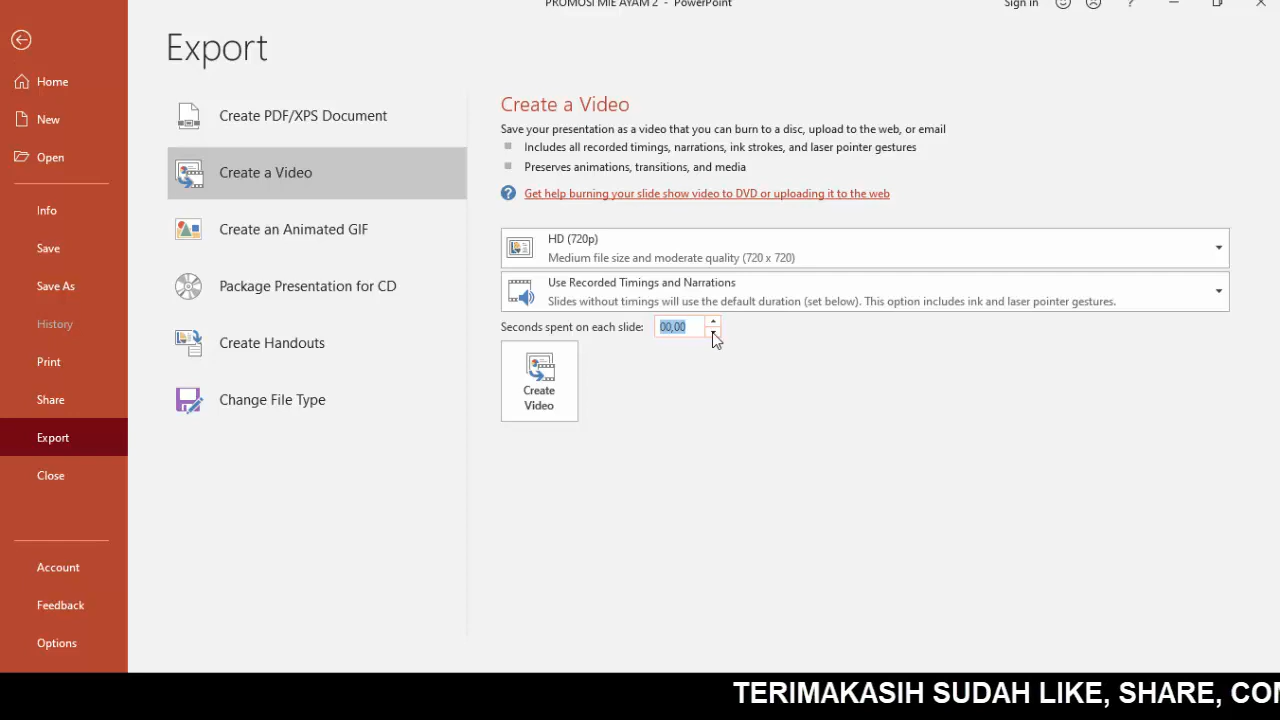 PROMOSI MIE AYAM 2 - PowerPoint
Sign in
?
Export
Home
New
Open
Info
Save
Save As
History
Print
Share
Export
Close
Account
Feedback
Options
Create PDF/XPS Document
Create a Video
Create an Animated GIF
Package Presentation for CD
Create Handouts
Change File Type
Create a Video
Save your presentation as a video that you can burn to a disc, upload to the web, or email
Includes all recorded timings, narrations, ink strokes, and laser pointer gestures
Preserves animations, transitions, and media
? Get help burning your slide show video to DVD or uploading it to the web
HD (720p)
Medium file size and moderate quality (720 x 720)
Use Recorded Timings and Narrations
Slides without timings will use the default duration (set below). This option includes ink and laser pointer gestures.
Seconds spent on each slide: 00,00
Create
Video
TERIMAKASIH SUDAH LIKE, SHARE, COM